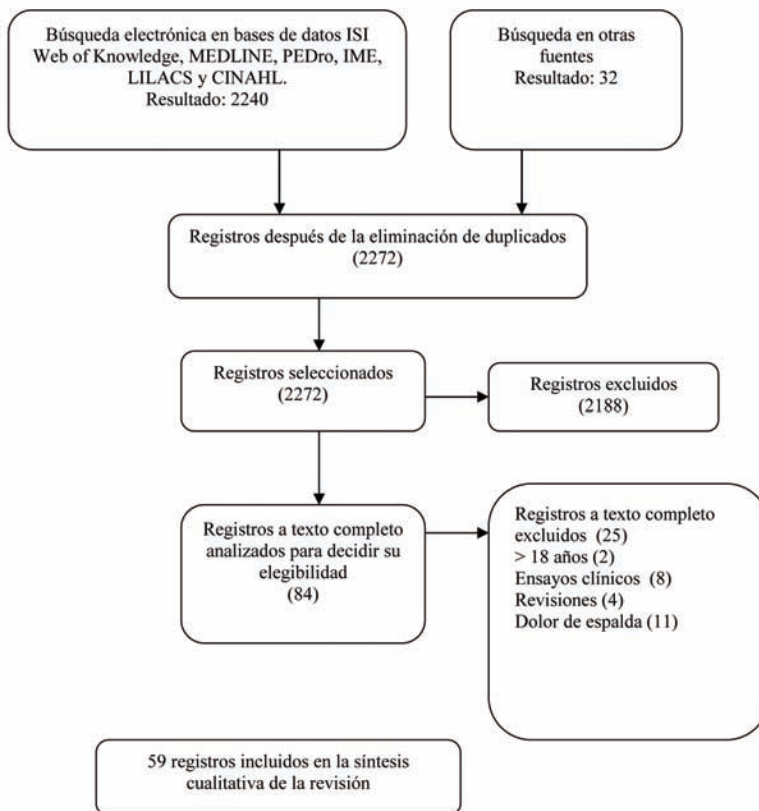 Búsqueda electrónica en bases de datos ISI
Web of Knowledge, MEDLINE, PEDro, IME,
LILACS y CINAHL.
Resultado: 2240
Búsqueda en otras
fuentes
Resultado: 32
Registros después de la eliminación de duplicados
(2272)
Registros seleccionados
(2272)
Registros excluidos
(2188)
Registros a texto completo
analizados para decidir su
elegibilidad
(84)
Registros a texto completo
excluidos (25)
> 18 años (2)
Ensayos clínicos (8)
Revisiones (4)
Dolor de espalda (11)
59 registros incluidos en la síntesis
cualitativa de la revisión